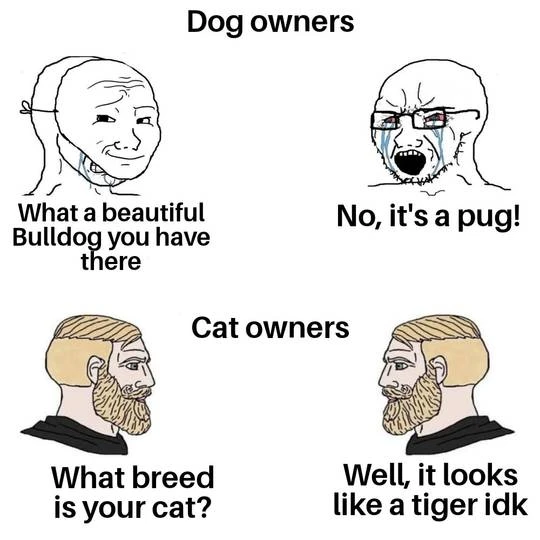 Dog owners
What a beautiful
Bulldog you have
there
No, it's a pug!
Cat owners
What breed
is your cat?
Well, it looks
like a tiger idk